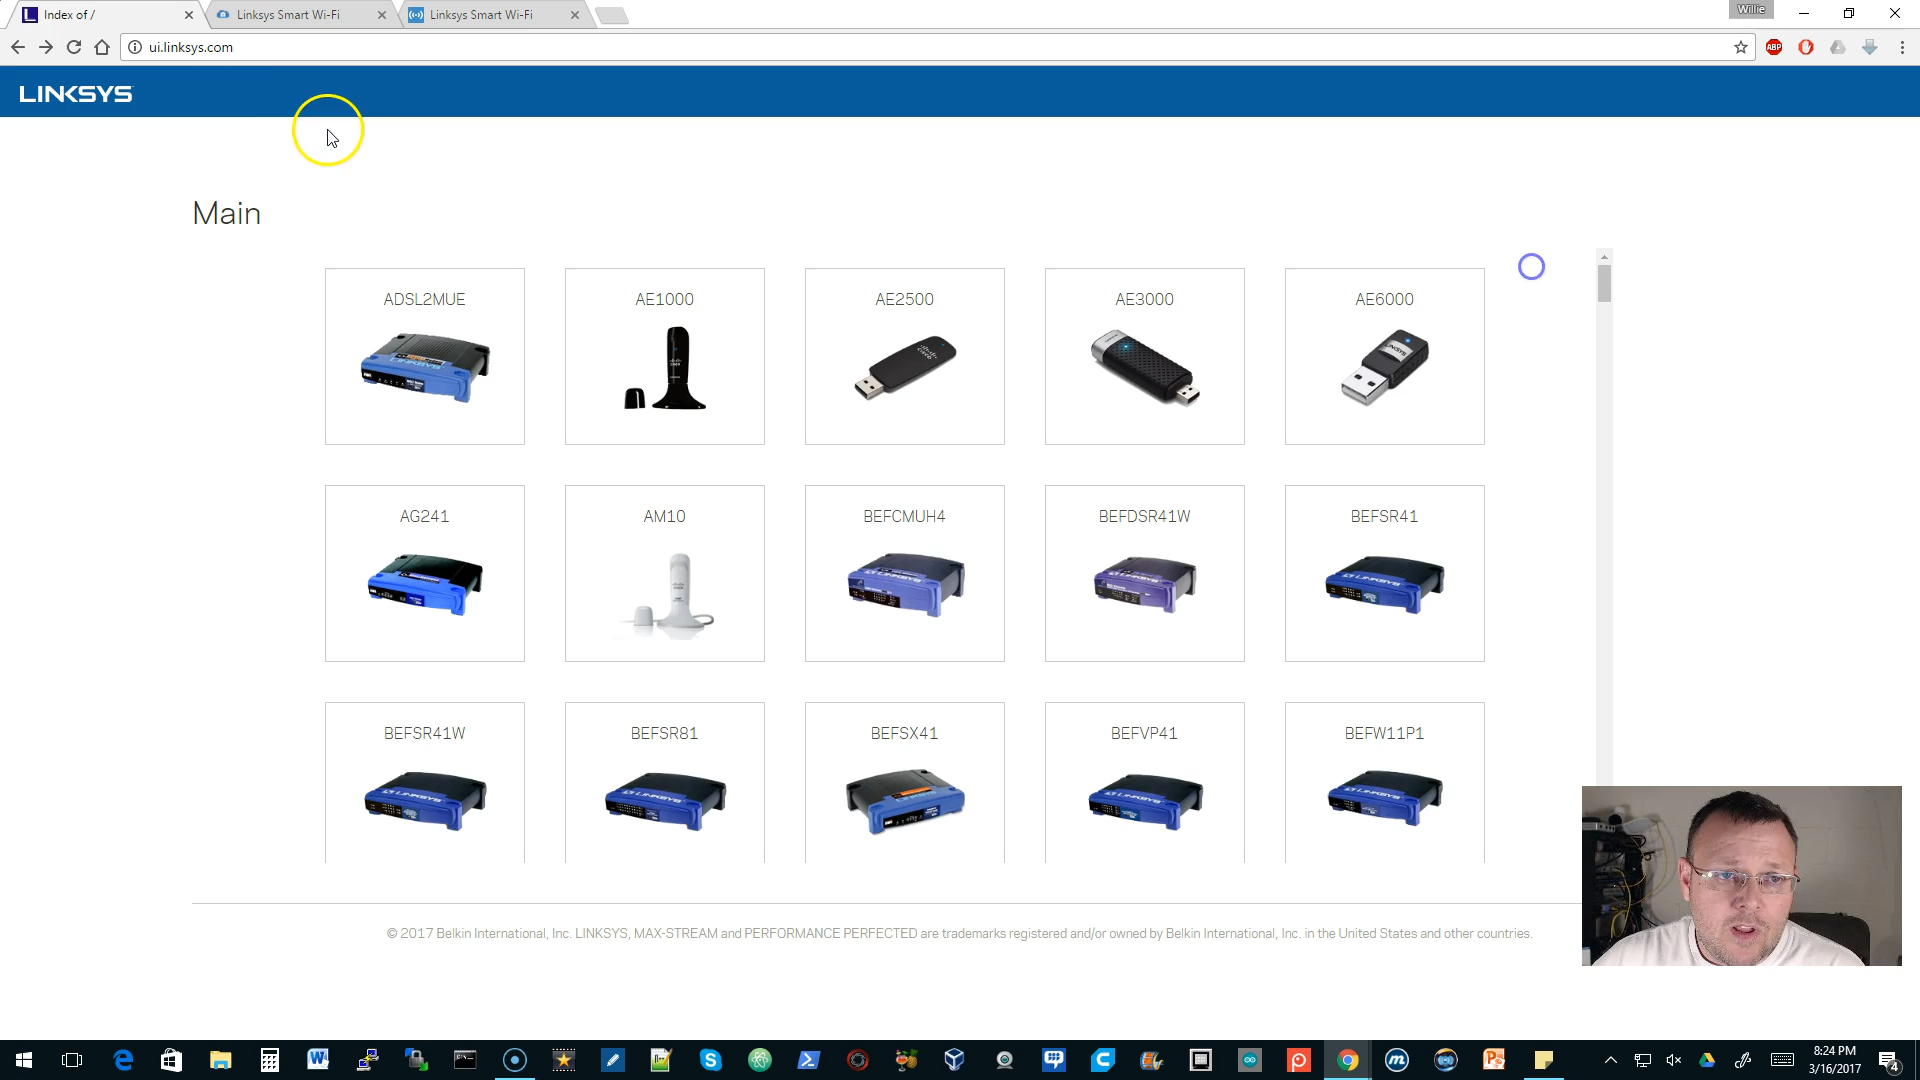 Index of /
Linksys Smart Wi-Fi
Linksys Smart Wi-Fi
Willie
ui.linksys.com
ABP
LINKSYS
Main
ADSL2MUE
AE1000
AE2500
AE3000
AE6000
AG241
AM10
BEFCMUH4
BEFDSR41W
BEFSR41
BEFSR41W
BEFSR81
BEFSX41
BEFVP41
BEFW11P1
© 2017 Belkin International, Inc. LINKSYS, MAX-STREAM and PERFORMANCE PERFECTED are trademarks registered and/or owned by Belkin International, Inc. in the United States and other countries.
8:24 PM
3/16/2017
4